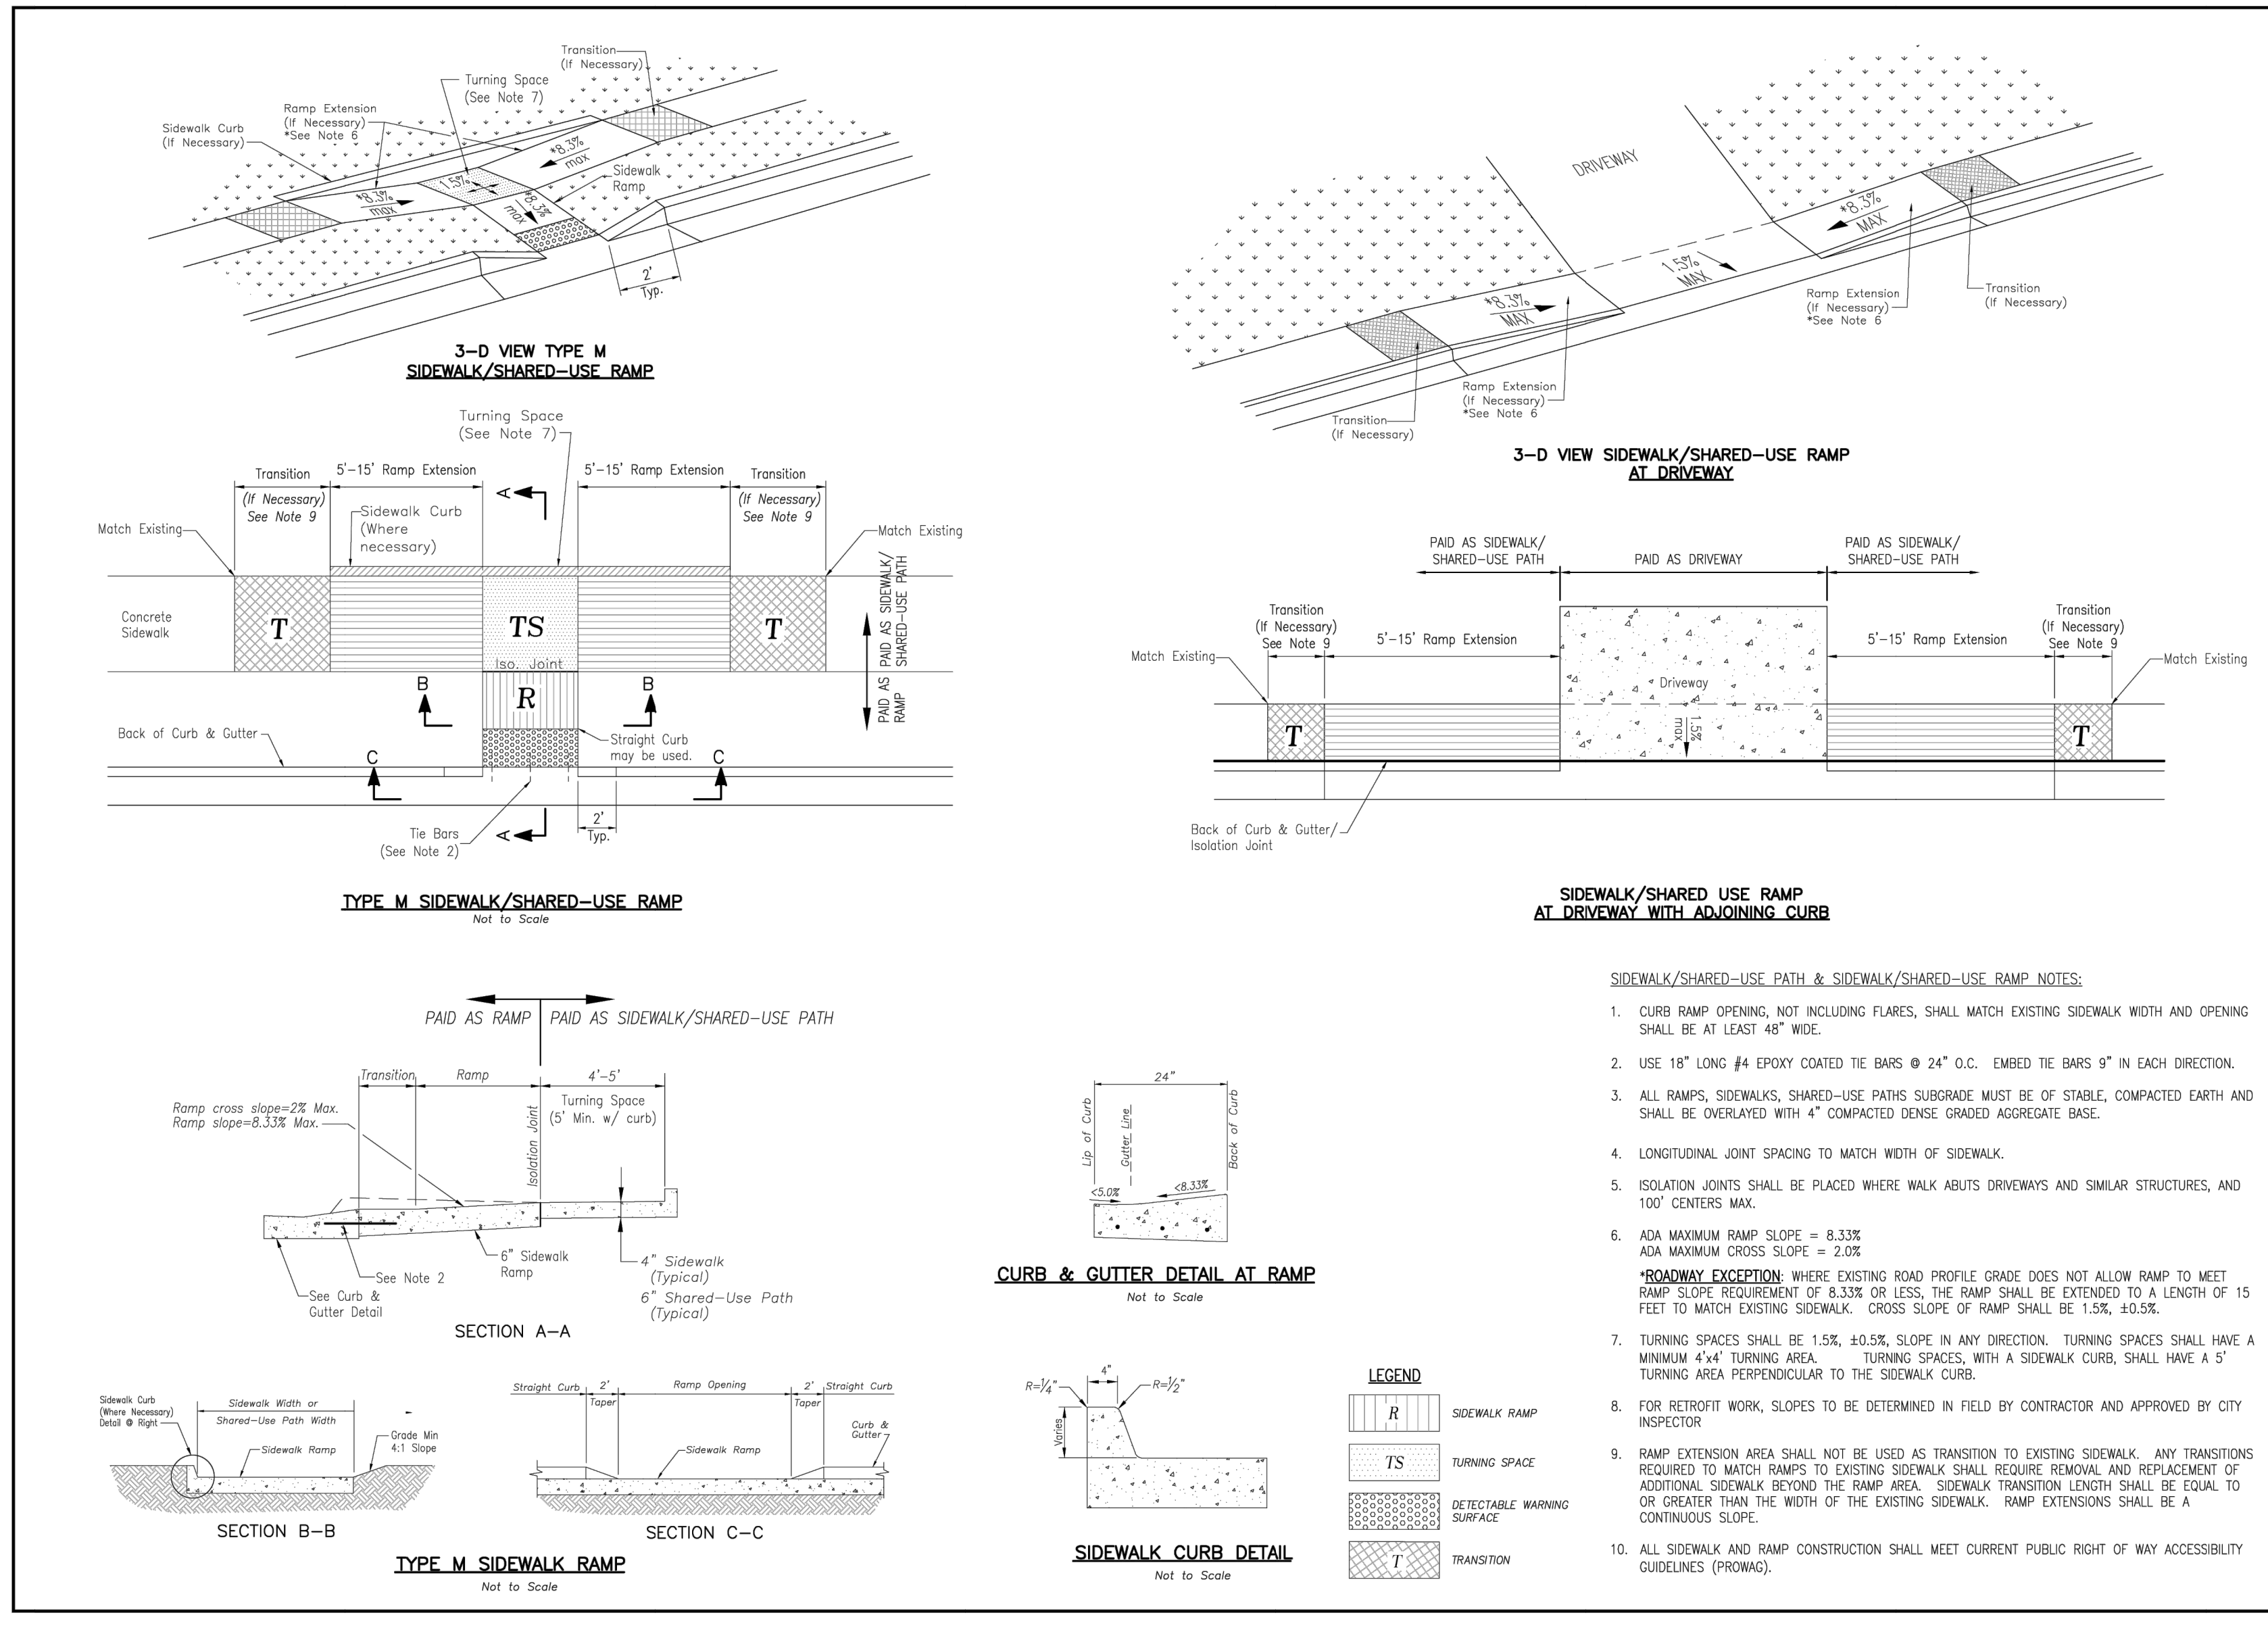 Transition
(If Necessary)
Turning Space
(See Note 7)
Ramp Extension
(If Necessary)
*See Note 6
Sidewalk Curb
(If Necessary)
*8.3%
max
1.5%
*8.3%
max
*8.3%
max
Sidewalk
Ramp
2'
Typ.
3-D VIEW TYPE M
SIDEWALK/SHARED-USE RAMP
DRIVEWAY
*8.3%
MAX
1.5%
MAX
*8.3%
MAX
Ramp Extension
(If Necessary)
*See Note 6
Transition
(If Necessary)
Ramp Extension
(If Necessary)
*See Note 6
Transition
(If Necessary)
3-D VIEW SIDEWALK/SHARED-USE RAMP
AT DRIVEWAY
Turning Space
(See Note 7)
Transition
(If Necessary)
See Note 9
5'-15' Ramp Extension
A
5'-15' Ramp Extension
Transition
(If Necessary)
See Note 9
Match Existing
Sidewalk Curb
(Where
necessary)
Match Existing
Concrete
Sidewalk
T
TS
T
Iso. Joint
PAID AS SIDEWALK/
SHARED-USE PATH
PAID AS
RAMP
B
R
B
Back of Curb & Gutter
Straight Curb
may be used.
C
C
Tie Bars
(See Note 2)
A
2'
Typ.
TYPE M SIDEWALK/SHARED-USE RAMP
Not to Scale
PAID AS SIDEWALK/
SHARED-USE PATH
PAID AS DRIVEWAY
PAID AS SIDEWALK/
SHARED-USE PATH
Transition
(If Necessary)
See Note 9
5'-15' Ramp Extension
5'-15' Ramp Extension
Transition
(If Necessary)
See Note 9
Match Existing
Match Existing
Driveway
T
1.5%
max
T
Back of Curb & Gutter/
Isolation Joint
SIDEWALK/SHARED USE RAMP
AT DRIVEWAY WITH ADJOINING CURB
PAID AS RAMP
PAID AS SIDEWALK/SHARED-USE PATH
Transition
Ramp
4'-5'
Turning Space
(5' Min. w/ curb)
Ramp cross slope=2% Max.
Ramp slope=8.33% Max.
Isolation Joint
6" Sidewalk
Ramp
See Note 2
See Curb &
Gutter Detail
4" Sidewalk
(Typical)
6" Shared-Use Path
(Typical)
SECTION A-A
24"
Lip of Curb
Gutter Line
Back of Curb
<5.0%
<8.33%
CURB & GUTTER DETAIL AT RAMP
Not to Scale
Sidewalk Curb
(Where Necessary)
Detail @ Right
Sidewalk Width or
Shared-Use Path Width
Sidewalk Ramp
Grade Min
4:1 Slope
SECTION B-B
Straight Curb
2'
Taper
Ramp Opening
2'
Taper
Straight Curb
Curb &
Gutter
Sidewalk Ramp
SECTION C-C
TYPE M SIDEWALK RAMP
Not to Scale
4"
R=1/4"
R=1/2"
Varies
SIDEWALK CURB DETAIL
Not to Scale
LEGEND
R
SIDEWALK RAMP
TS
TURNING SPACE
DETECTABLE WARNING
SURFACE
T
TRANSITION
SIDEWALK/SHARED-USE PATH & SIDEWALK/SHARED-USE RAMP NOTES:
1. CURB RAMP OPENING, NOT INCLUDING FLARES, SHALL MATCH EXISTING SIDEWALK WIDTH AND OPENING
SHALL BE AT LEAST 48" WIDE.
2. USE 18" LONG #4 EPOXY COATED TIE BARS @ 24" O.C. EMBED TIE BARS 9" IN EACH DIRECTION.
3. ALL RAMPS, SIDEWALKS, SHARED-USE PATHS SUBGRADE MUST BE OF STABLE, COMPACTED EARTH AND
SHALL BE OVERLAYED WITH 4" COMPACTED DENSE GRADED AGGREGATE BASE.
4. LONGITUDINAL JOINT SPACING TO MATCH WIDTH OF SIDEWALK.
5. ISOLATION JOINTS SHALL BE PLACED WHERE WALK ABUTS DRIVEWAYS AND SIMILAR STRUCTURES, AND
100' CENTERS MAX.
6. ADA MAXIMUM RAMP SLOPE = 8.33%
ADA MAXIMUM CROSS SLOPE = 2.0%
*ROADWAY EXCEPTION: WHERE EXISTING ROAD PROFILE GRADE DOES NOT ALLOW RAMP TO MEET
RAMP SLOPE REQUIREMENT OF 8.33% OR LESS, THE RAMP SHALL BE EXTENDED TO A LENGTH OF 15
FEET TO MATCH EXISTING SIDEWALK. CROSS SLOPE OF RAMP SHALL BE 1.5%, ±0.5%.
7. TURNING SPACES SHALL BE 1.5%, ±0.5%, SLOPE IN ANY DIRECTION. TURNING SPACES SHALL HAVE A
MINIMUM 4'x4' TURNING AREA. TURNING SPACES, WITH A SIDEWALK CURB, SHALL HAVE A 5'
TURNING AREA PERPENDICULAR TO THE SIDEWALK CURB.
8. FOR RETROFIT WORK, SLOPES TO BE DETERMINED IN FIELD BY CONTRACTOR AND APPROVED BY CITY
INSPECTOR
9. RAMP EXTENSION AREA SHALL NOT BE USED AS TRANSITION TO EXISTING SIDEWALK. ANY TRANSITIONS
REQUIRED TO MATCH RAMPS TO EXISTING SIDEWALK SHALL REQUIRE REMOVAL AND REPLACEMENT OF
ADDITIONAL SIDEWALK BEYOND THE RAMP AREA. SIDEWALK TRANSITION LENGTH SHALL BE EQUAL TO
OR GREATER THAN THE WIDTH OF THE EXISTING SIDEWALK. RAMP EXTENSIONS SHALL BE A
CONTINUOUS SLOPE.
10. ALL SIDEWALK AND RAMP CONSTRUCTION SHALL MEET CURRENT PUBLIC RIGHT OF WAY ACCESSIBILITY
GUIDELINES (PROWAG).